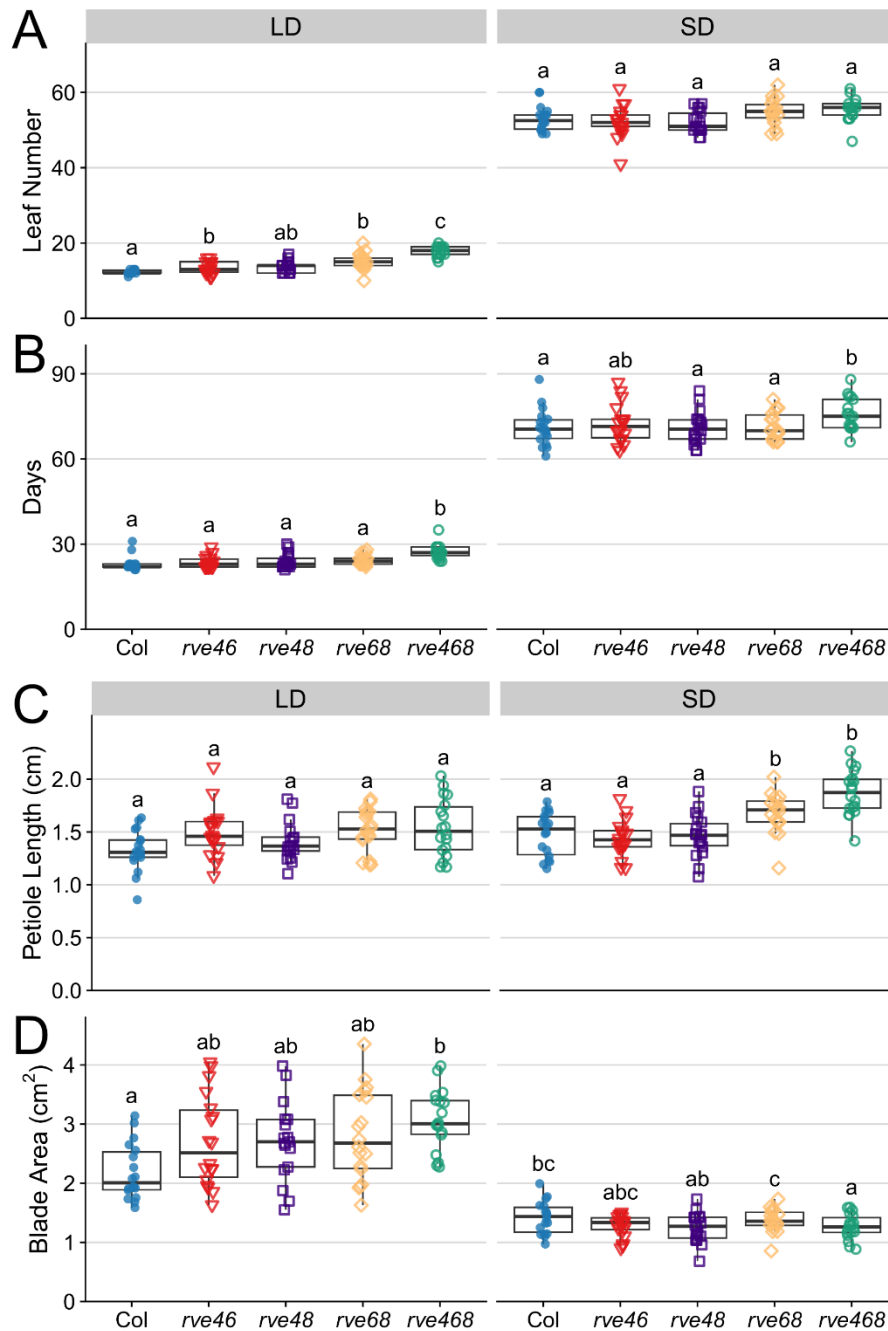 A
LD
SD
Leaf Number
60
40
20
0
a
b
ab
b
c
a
a
a
a
a
B
Days
90
60
30
0
a
a
a
a
b
a
ab
a
a
b
Col
rve46
rve48
rve68
rve468
Col
rve46
rve48
rve68
rve468
C
LD
SD
Petiole Length (cm)
2.0
1.5
1.0
0.5
0.0
a
a
a
a
a
a
a
a
b
b
D
Blade Area (cm²)
4
3
2
1
0
a
ab
ab
ab
b
bc
abc
ab
c
a
Col
rve46
rve48
rve68
rve468
Col
rve46
rve48
rve68
rve468